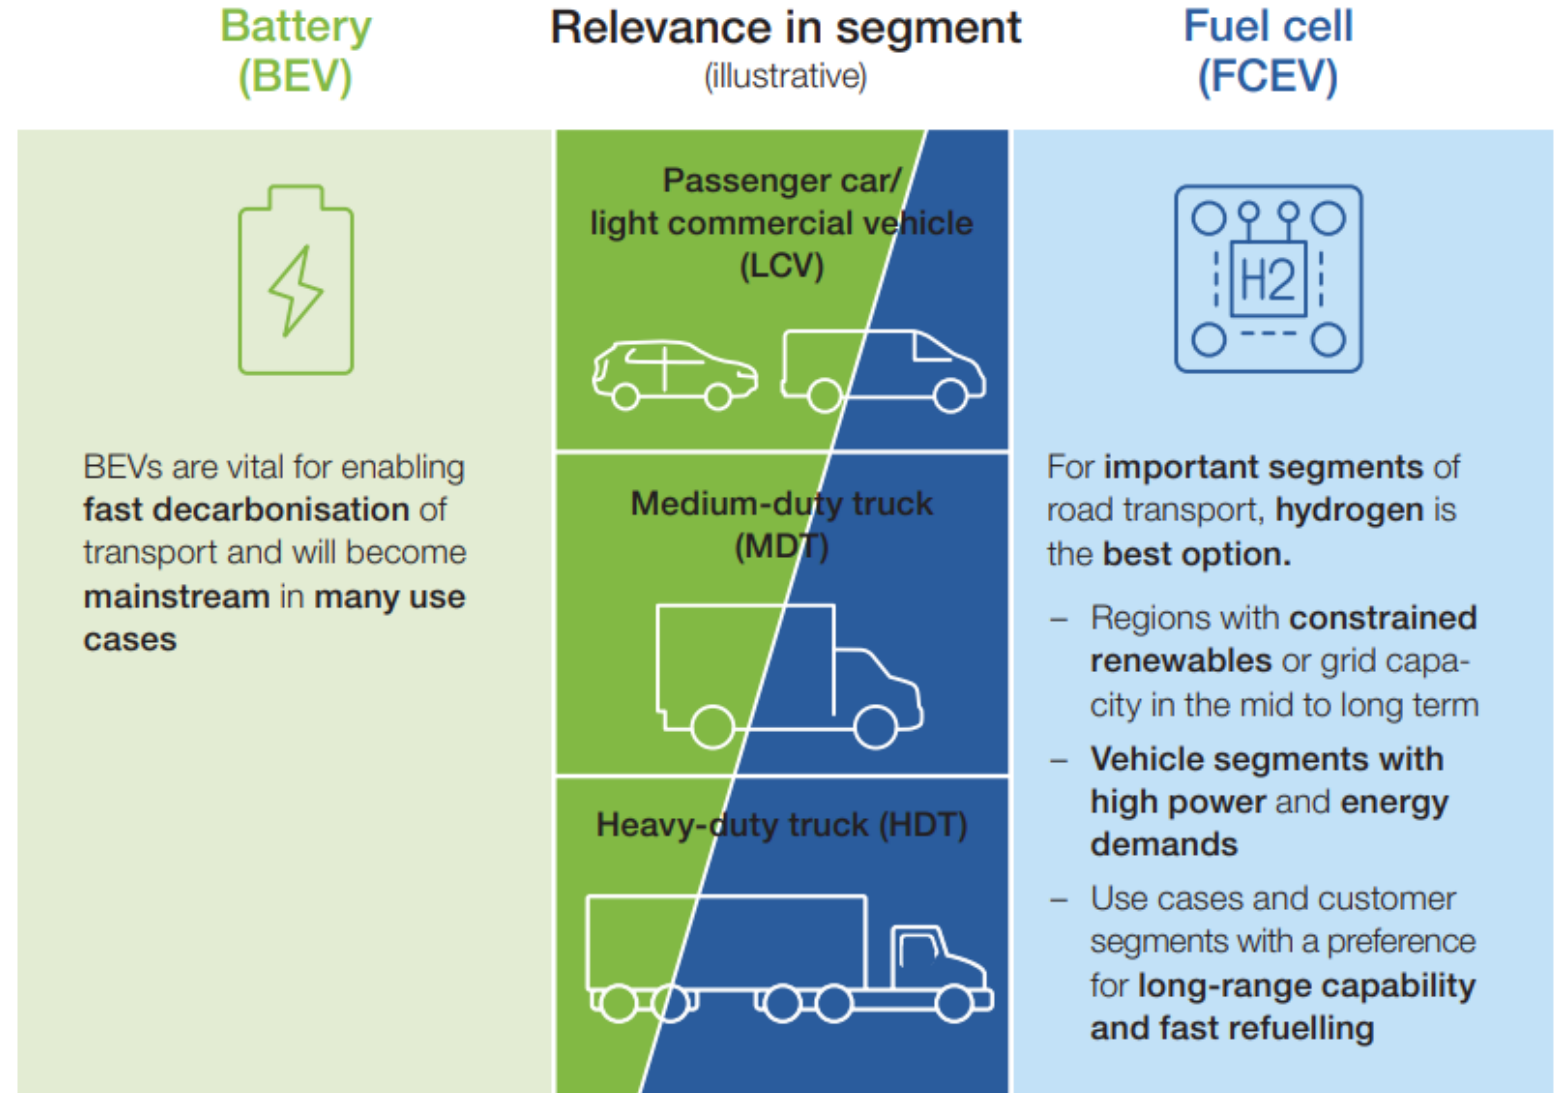 Battery
(BEV)
Relevance in segment
(illustrative)
Fuel cell
(FCEV)
BEVs are vital for enabling
fast decarbonisation of
transport and will become
mainstream in many use
cases
Passenger car/
light commercial vehicle
(LCV)
Medium-duty truck
(MDT)
Heavy-duty truck (HDT)
H2
For important segments of
road transport, hydrogen is
the best option.
– Regions with constrained
renewables or grid capa-
city in the mid to long term
– Vehicle segments with
high power and energy
demands
– Use cases and customer
segments with a preference
for long-range capability
and fast refuelling